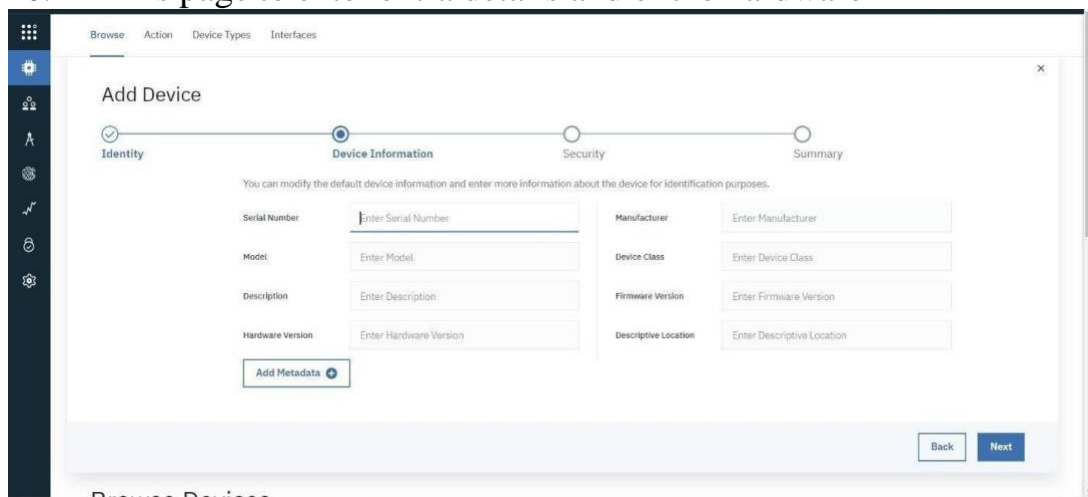 Browse Action Device Types Interfaces
Add Device
Identity Device Information Security Summary
You can modify the default device information and enter more information about the device for identification purposes.
Serial Number Enter Serial Number Manufacturer Enter Manufacturer
Model Enter Model Device Class Enter Device Class
Description Enter Description Firmware Version Enter Firmware Version
Hardware Version Enter Hardware Version Descriptive Location Enter Descriptive Location
Add Metadata
Back Next
Browse Devices